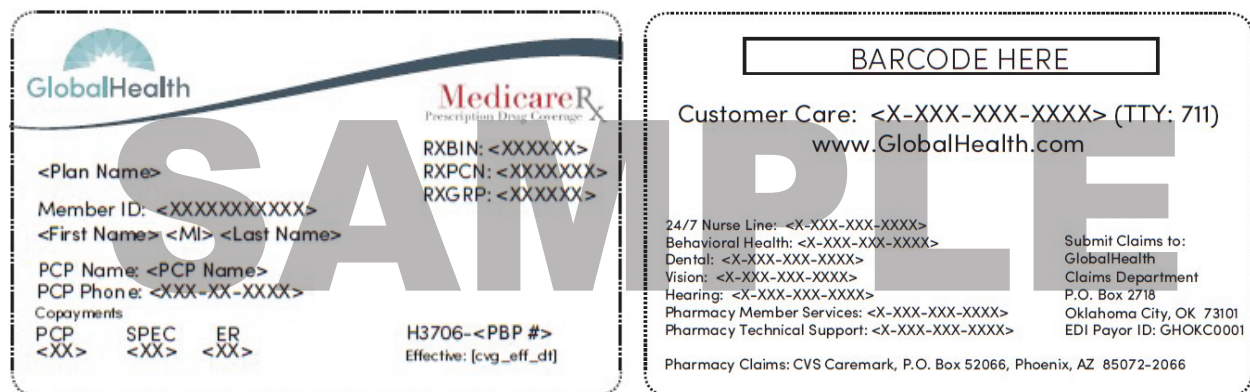 GlobalHealth
MedicareRx
Prescription Drug Coverage
RXBIN: <XXXXXX>
RXPCN: <XXXXXXX>
RXGRP: <XXXXXX>
<Plan Name>
Member ID: <XXXXXXXXXXX>
<First Name> <MI> <Last Name>
PCP Name: <PCP Name>
PCP Phone: <XXX-XX-XXXX>
Copayments
PCP SPEC ER
<XX> <XX> <XX>
H3706-<PBP #>
Effective: [cvg_eff_dt]
SAMPLE
BARCODE HERE
Customer Care: <X-XXX-XXX-XXXX> (TTY: 711)
www.GlobalHealth.com
24/7 Nurse Line: <X-XXX-XXX-XXXX>
Behavioral Health: <X-XXX-XXX-XXXX>
Dental: <X-XXX-XXX-XXXX>
Vision: <X-XXX-XXX-XXXX>
Hearing: <X-XXX-XXX-XXXX>
Pharmacy Member Services: <X-XXX-XXX-XXXX>
Pharmacy Technical Support: <X-XXX-XXX-XXXX>
Submit Claims to:
GlobalHealth
Claims Department
P.O. Box 2718
Oklahoma City, OK 73101
EDI Payor ID: GHOKC0001
Pharmacy Claims: CVS Caremark, P.O. Box 52066, Phoenix, AZ 85072-2066